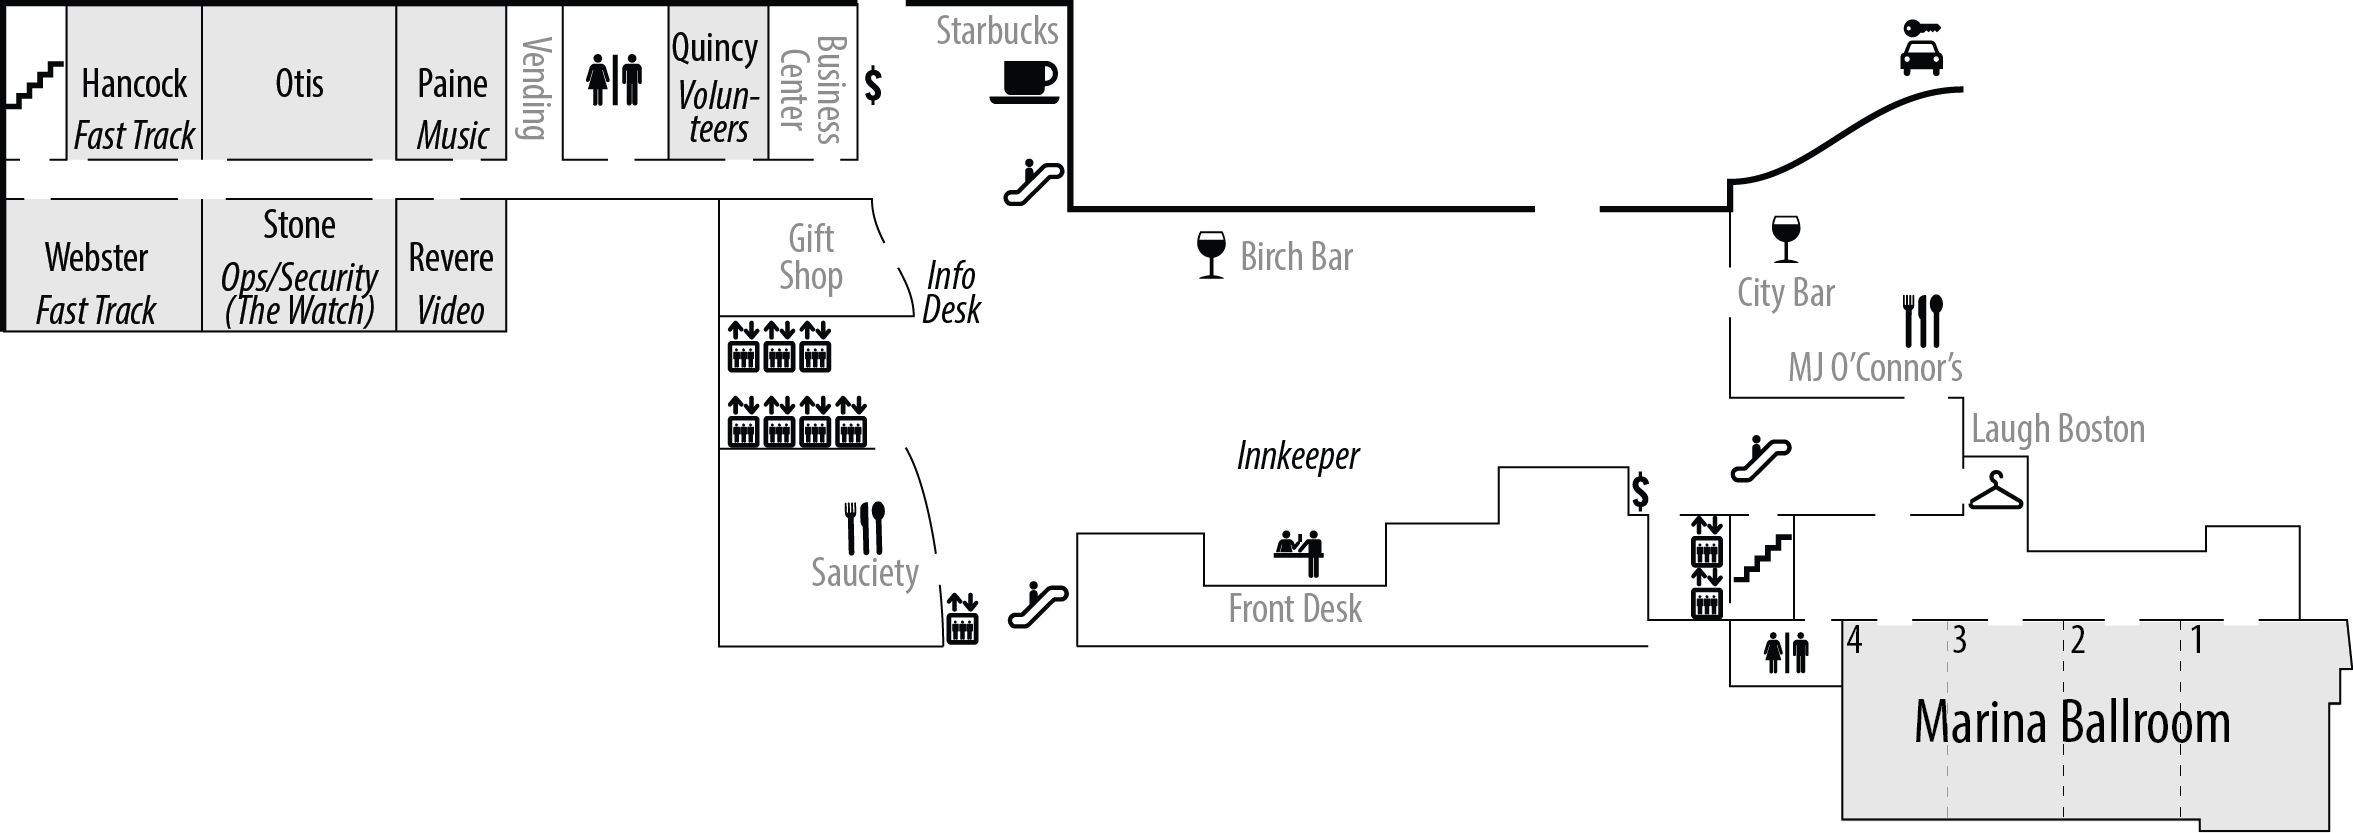 Hancock
Fast Track
Otis
Paine
Music
Vending
Quincy
Volun-
teers
Business
Center
$
Starbucks
Webster
Fast Track
Stone
Ops/Security
(The Watch)
Revere
Video
Gift
Shop
Info
Desk
Birch Bar
City Bar
MJ O’Connor’s
Laugh Boston
Innkeeper
$
Sauciety
Front Desk
4
3
2
1
Marina Ballroom